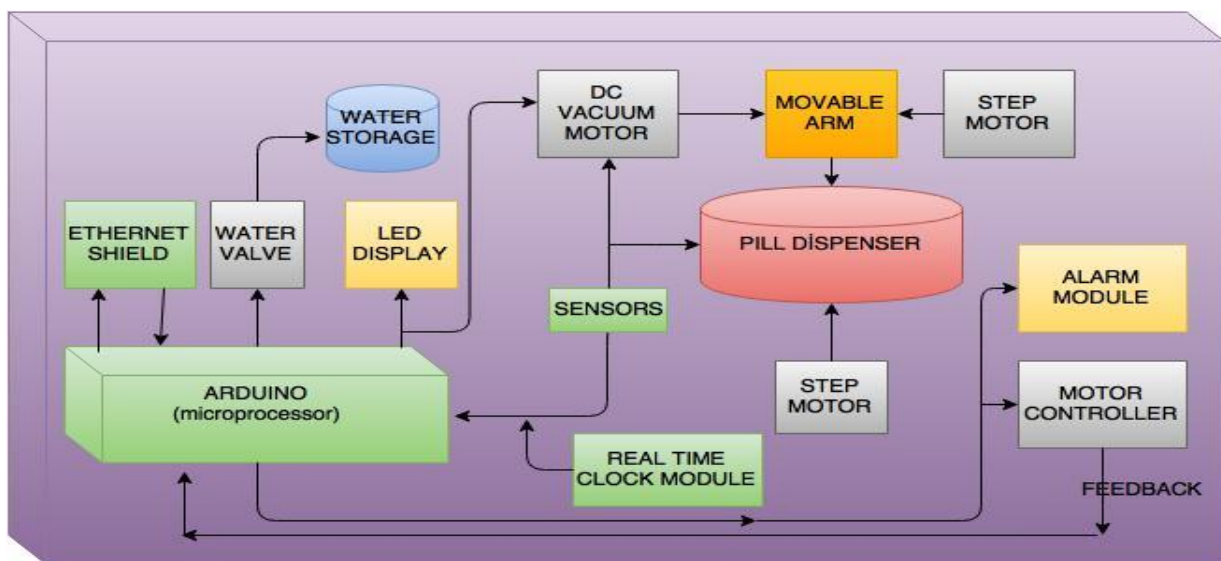 DC
VACUUM
MOTOR
MOVABLE
ARM
STEP
MOTOR
WATER
STORAGE
ETHERNET
SHIELD
WATER
VALVE
LED
DISPLAY
PILL DİSPENSER
SENSORS
ALARM
MODULE
ARDUINO
(microprocessor)
STEP
MOTOR
MOTOR
CONTROLLER
REAL TIME
CLOCK MODULE
FEEDBACK